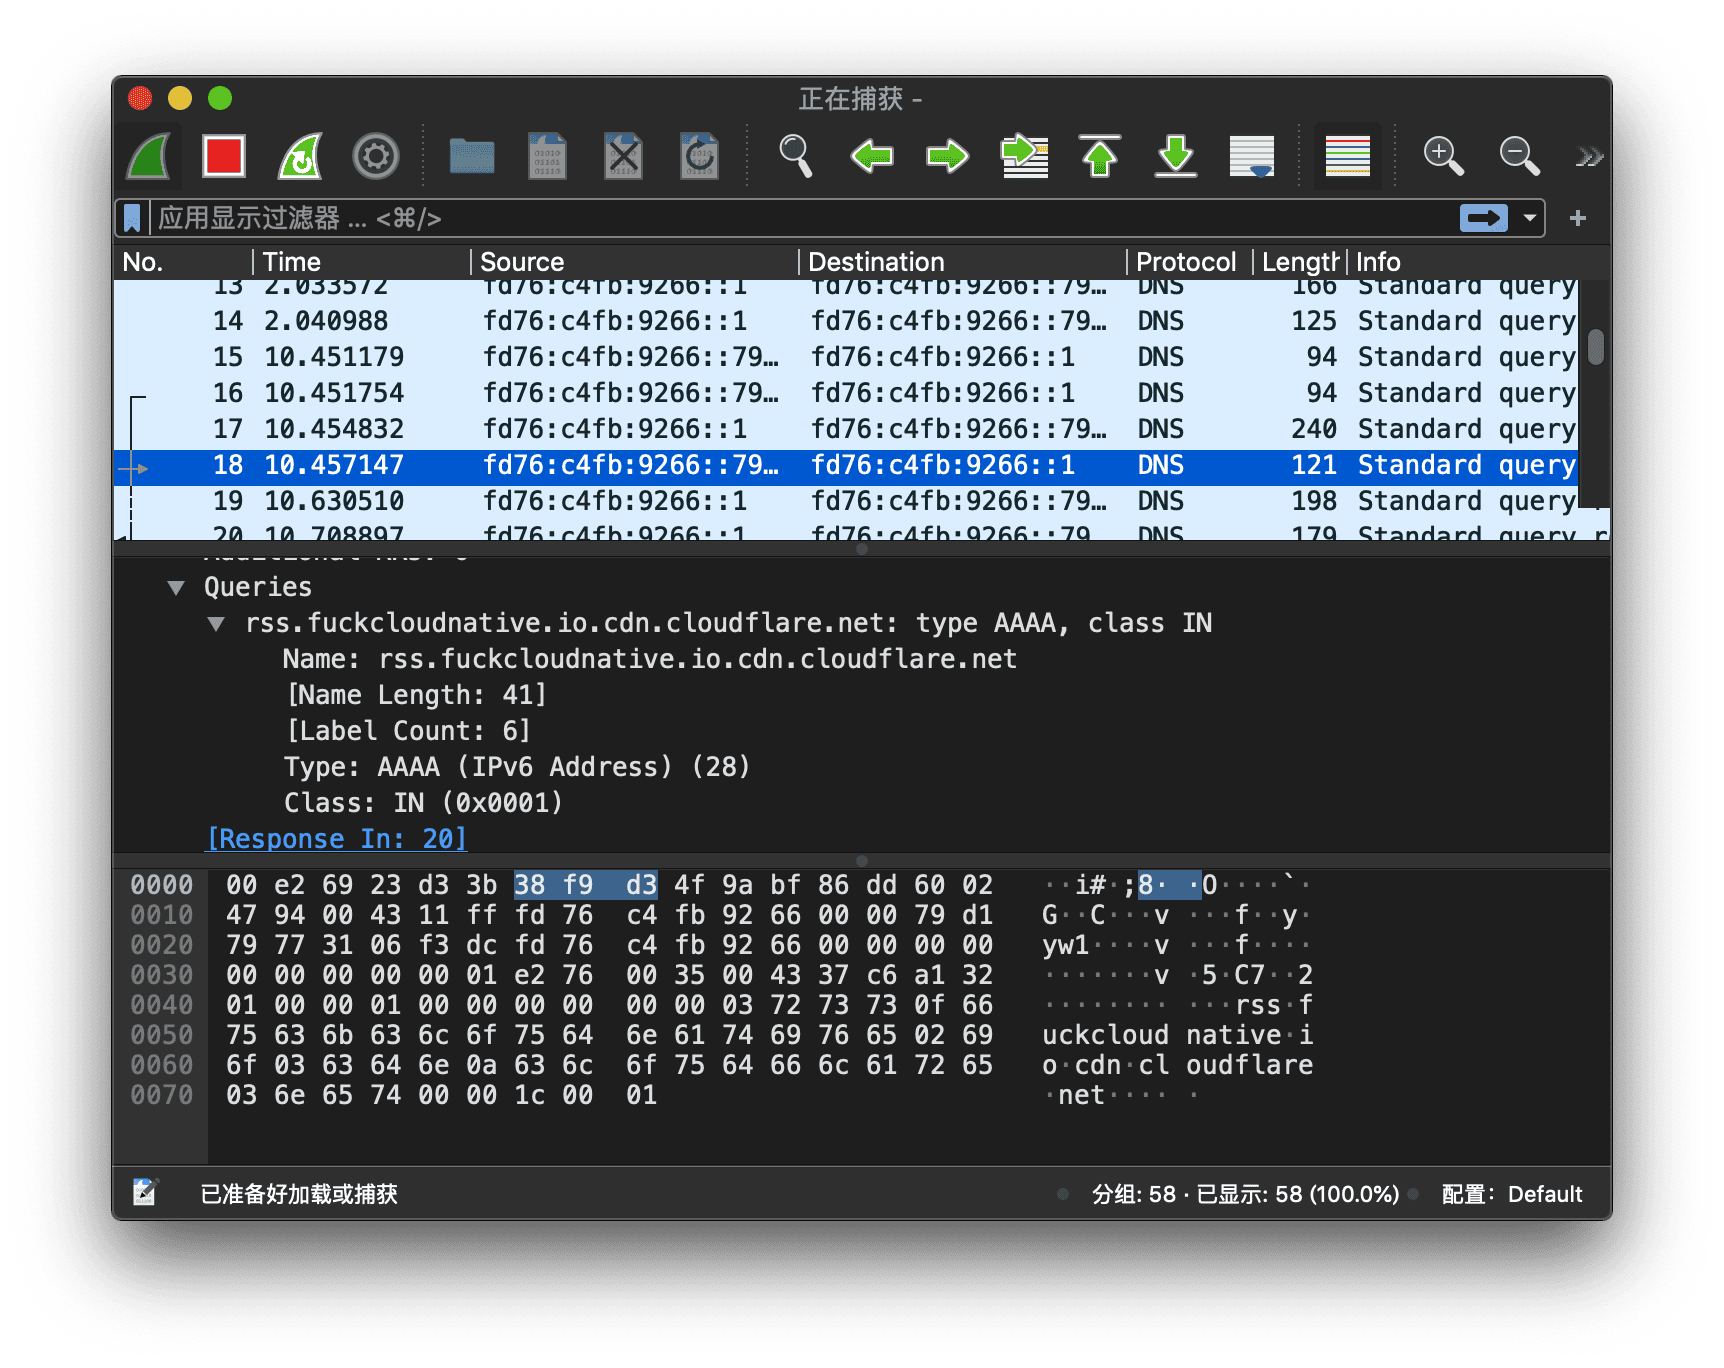 正在捕获 -
应用显示过滤器 ... <⌘/>
No. Time Source Destination Protocol Length Info
13 2.033572 fd76:c4fb:9266::1 fd76:c4fb:9266::79… DNS 166 Standard query
14 2.040988 fd76:c4fb:9266::1 fd76:c4fb:9266::79… DNS 125 Standard query
15 10.451179 fd76:c4fb:9266::79… fd76:c4fb:9266::1 DNS 94 Standard query
16 10.451754 fd76:c4fb:9266::79… fd76:c4fb:9266::1 DNS 94 Standard query
17 10.454832 fd76:c4fb:9266::1 fd76:c4fb:9266::79… DNS 240 Standard query
18 10.457147 fd76:c4fb:9266::79… fd76:c4fb:9266::1 DNS 121 Standard query
19 10.630510 fd76:c4fb:9266::1 fd76:c4fb:9266::79… DNS 198 Standard query
20 10.708897 fd76:c4fb:9266::1 fd76:c4fb:9266::79 DNS 179 Standard query r
Additional RRs: 0
Queries
rss.fuckcloudnative.io.cdn.cloudflare.net: type AAAA, class IN
Name: rss.fuckcloudnative.io.cdn.cloudflare.net
[Name Length: 41]
[Label Count: 6]
Type: AAAA (IPv6 Address) (28)
Class: IN (0x0001)
[Response In: 20]
0000 00 e2 69 23 d3 3b 38 f9 d3 4f 9a bf 86 dd 60 02 ··i#·;8· ·O····`·
0010 47 94 00 43 11 ff fd 76 c4 fb 92 66 00 00 79 d1 G··C···v ···f··y·
0020 79 77 31 06 f3 dc fd 76 c4 fb 92 66 00 00 00 00 yw1····v ···f····
0030 00 00 00 00 00 01 e2 76 00 35 00 43 37 c6 a1 32 ·······v ·5·C7··2
0040 01 00 00 01 00 00 00 00 00 00 03 72 73 73 0f 66 ········ ···rss·f
0050 75 63 6b 63 6c 6f 75 64 6e 61 74 69 76 65 02 69 uckcloud native·i
0060 6f 03 63 64 6e 0a 63 6c 6f 75 64 66 6c 61 72 65 o·cdn·cl oudflare
0070 03 6e 65 74 00 00 1c 00 01 ·net···· ·
已准备好加载或捕获 分组: 58 · 已显示: 58 (100.0%) 配置: Default